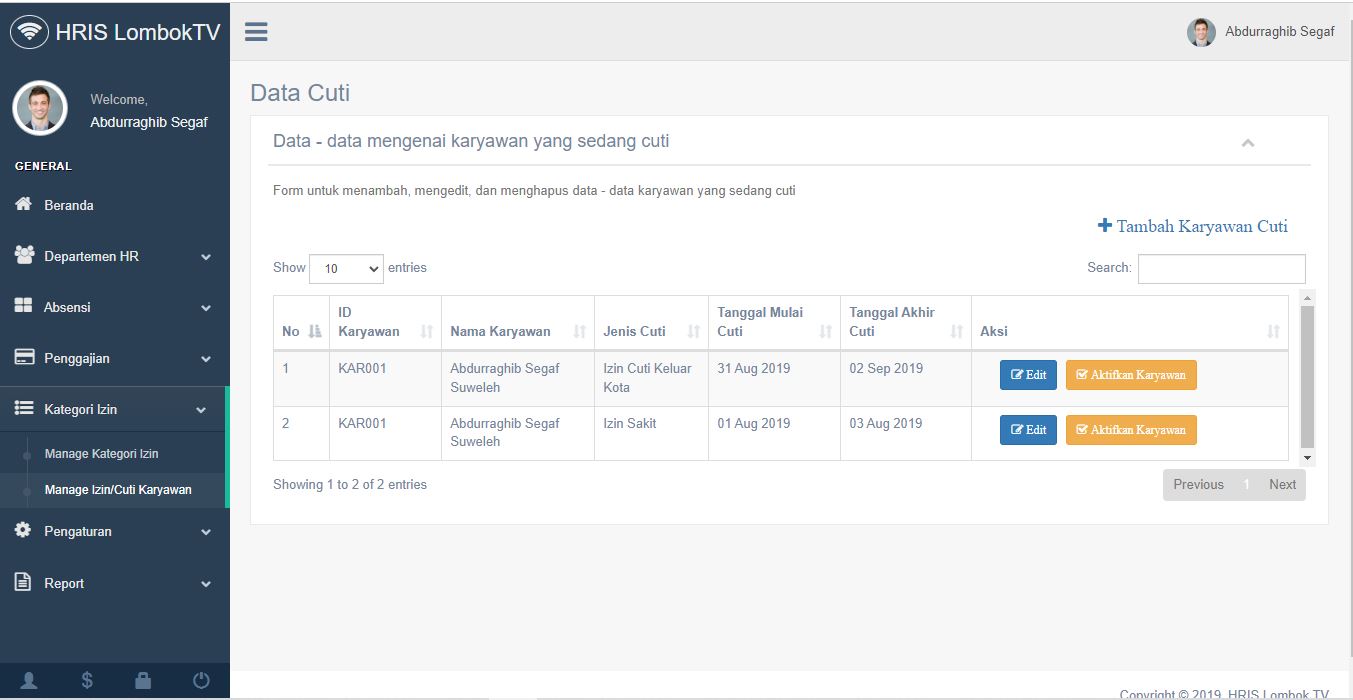 HRIS LombokTV
Abdurraghib Segaf
Welcome,
Abdurraghib Segaf
GENERAL
Beranda
Departemen HR
Absensi
Penggajian
Kategori Izin
Manage Kategori Izin
Manage Izin/Cuti Karyawan
Pengaturan
Report
Data Cuti
Data - data mengenai karyawan yang sedang cuti
Form untuk menambah, mengedit, dan menghapus data - data karyawan yang sedang cuti
Tambah Karyawan Cuti
Show 10 entries
Search:
No ID Karyawan Nama Karyawan Jenis Cuti Tanggal Mulai Cuti Tanggal Akhir Cuti Aksi
1 KAR001 Abdurraghib Segaf Suweleh Izin Cuti Keluar Kota 31 Aug 2019 02 Sep 2019 Edit Aktifkan Karyawan
2 KAR001 Abdurraghib Segaf Suweleh Izin Sakit 01 Aug 2019 03 Aug 2019 Edit Aktifkan Karyawan
Showing 1 to 2 of 2 entries
Previous 1 Next
Copyright © 2019, HRIS Lombok TV